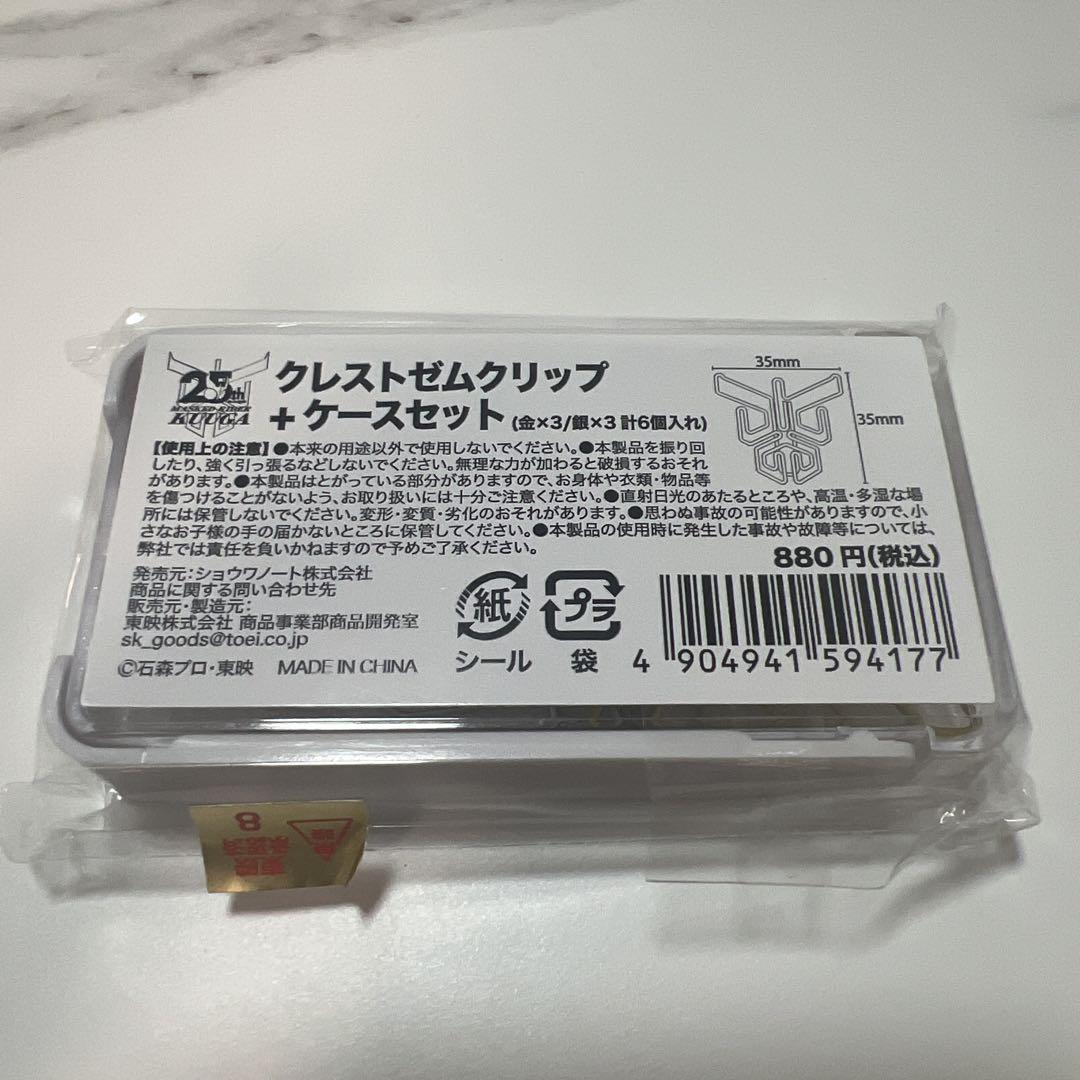 25th
MASKED RIDER
KUUGA
クレストゼムクリップ
+ケースセット (金×3/銀×3 計6個入れ)
35mm
35mm
【使用上の注意】●本来の用途以外で使用しないでください。●本製品を振り回
したり、強く引っ張るなどしないでください。無理な力が加わると破損するおそれ
があります。●本製品はとがっている部分がありますので、お身体や衣類・物品等
を傷つけることがないよう、お取り扱いには十分ご注意ください。●直射日光のあたるところや、高温・多湿な場
所には保管しないでください。変形・変質・劣化のおそれがあります。●思わぬ事故の可能性がありますので、小
さなお子様の手の届かないところに保管してください。●本製品の使用時に発生した事故や故障等については、
弊社では責任を負いかねますので予めご了承ください。
880円(税込)
発売元:ショウワノート株式会社
商品に関する問い合わせ先
販売元・製造元:
東映株式会社 商品事業部商品開発室
sk_goods@toei.co.jp
©石森プロ・東映 MADE IN CHINA
紙
シール
プラ
袋
4 904941 594177
東映
承認済
8